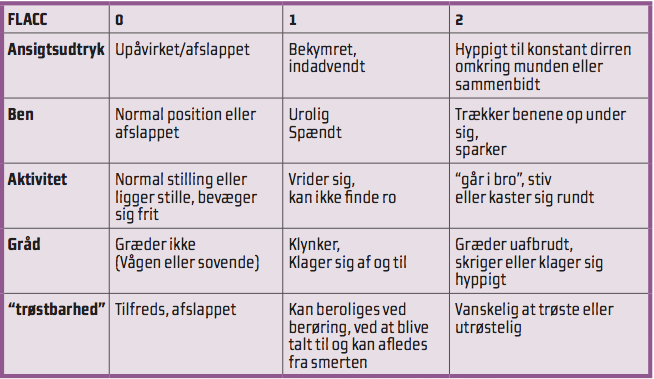 FLACC 0 1 2
Ansigtsudtryk Upåvirket/afslappet Bekymret, Hyppigt til konstant dirren
indadvendt omkring munden eller
sammenbidt
Ben Normal position eller Urolig Trækker benene op under
afslappet Spændt sig,
sparker
Aktivitet Normal stilling eller Vrider sig, “går i bro”, stiv
ligger stille, bevæger kan ikke finde ro eller kaster sig rundt
sig frit
Gråd Græder ikke Klynker, Græder uafbrudt,
(Vågen eller sovende) Klager sig af og til skriger eller klager sig
hyppigt
“trøstbarhed” Tilfreds, afslappet Kan beroliges ved Vanskelig at trøste eller
berøring, ved at blive utrøstelig
talt til og kan afledes
fra smerten